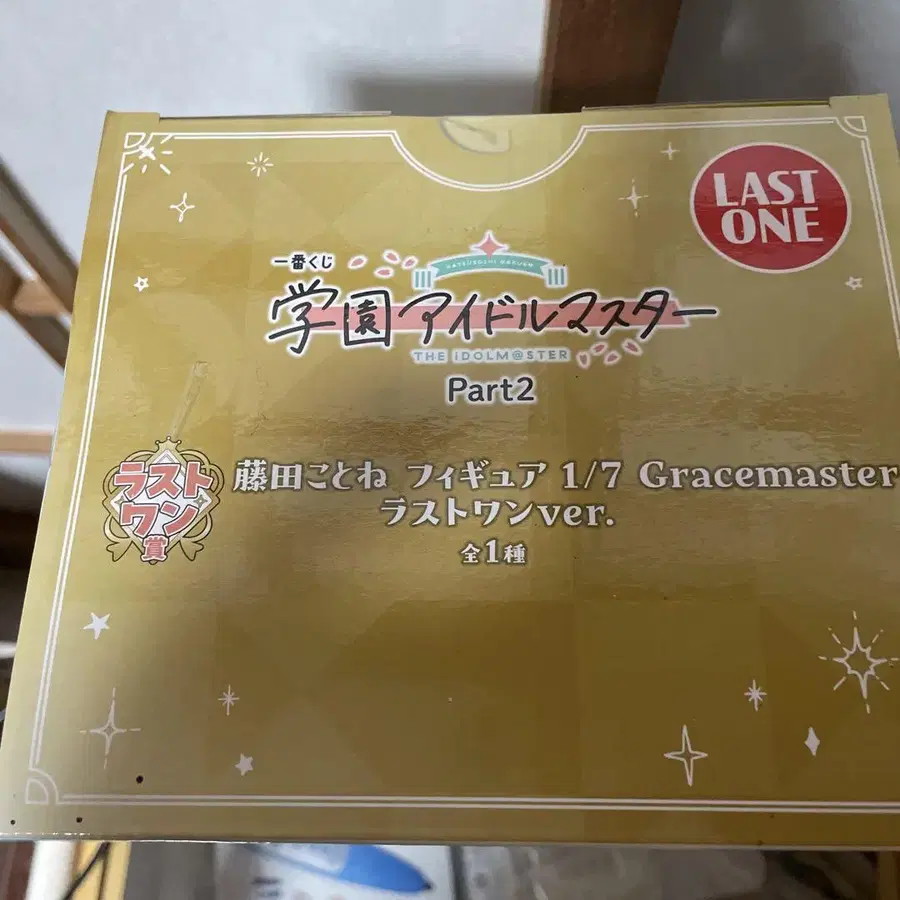 LAST
ONE
一番くじ
HATSUBOSHI GAKUEN
学園アイドルマスター
THE iDOLM@STER
Part2
ラスト
ワン
賞
藤田ことね フィギュア 1/7 Gracemaster
ラストワンver.
全1種